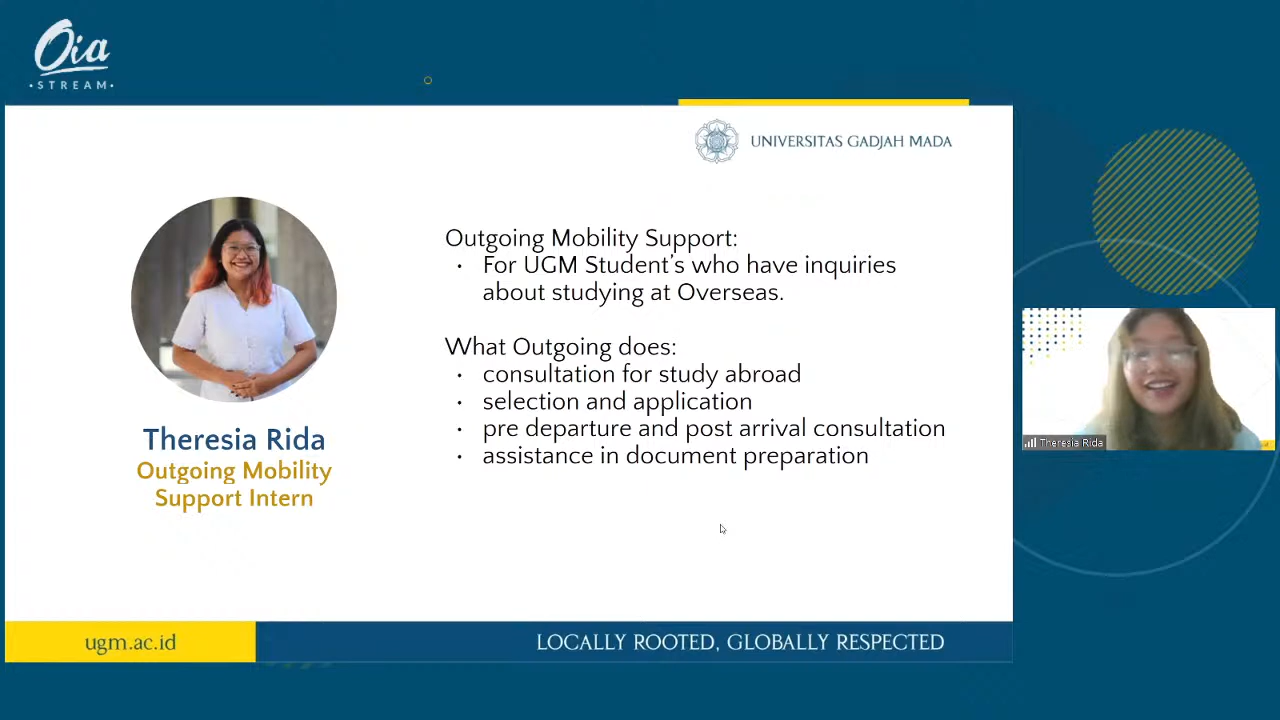 Oia
•STREAM•
UNIVERSITAS GADJAH MADA
Theresia Rida
Outgoing Mobility
Support Intern
Outgoing Mobility Support:
• For UGM Student's who have inquiries
about studying at Overseas.
What Outgoing does:
• consultation for study abroad
• selection and application
• pre departure and post arrival consultation
• assistance in document preparation
Theresia Rida
ugm.ac.id
LOCALLY ROOTED, GLOBALLY RESPECTED